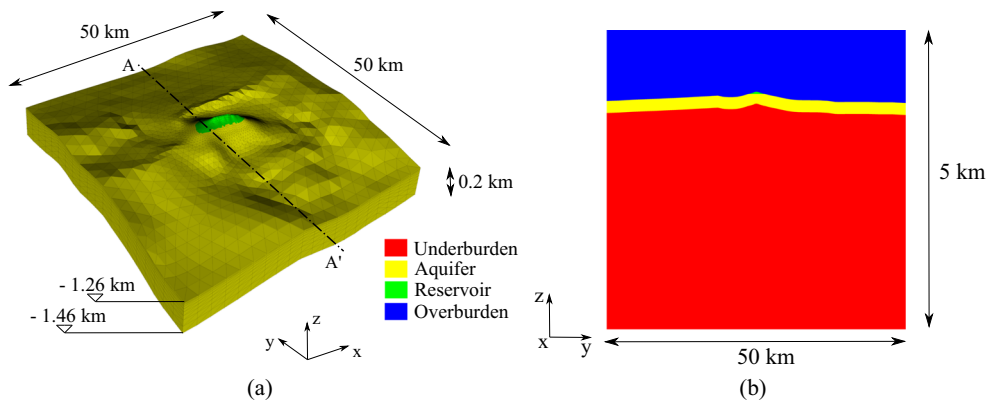 50 km
50 km
A
A'
0.2 km
- 1.26 km
- 1.46 km
z
y
x
Underburden
Aquifer
Reservoir
Overburden
(a)
5 km
z
x
y
50 km
(b)